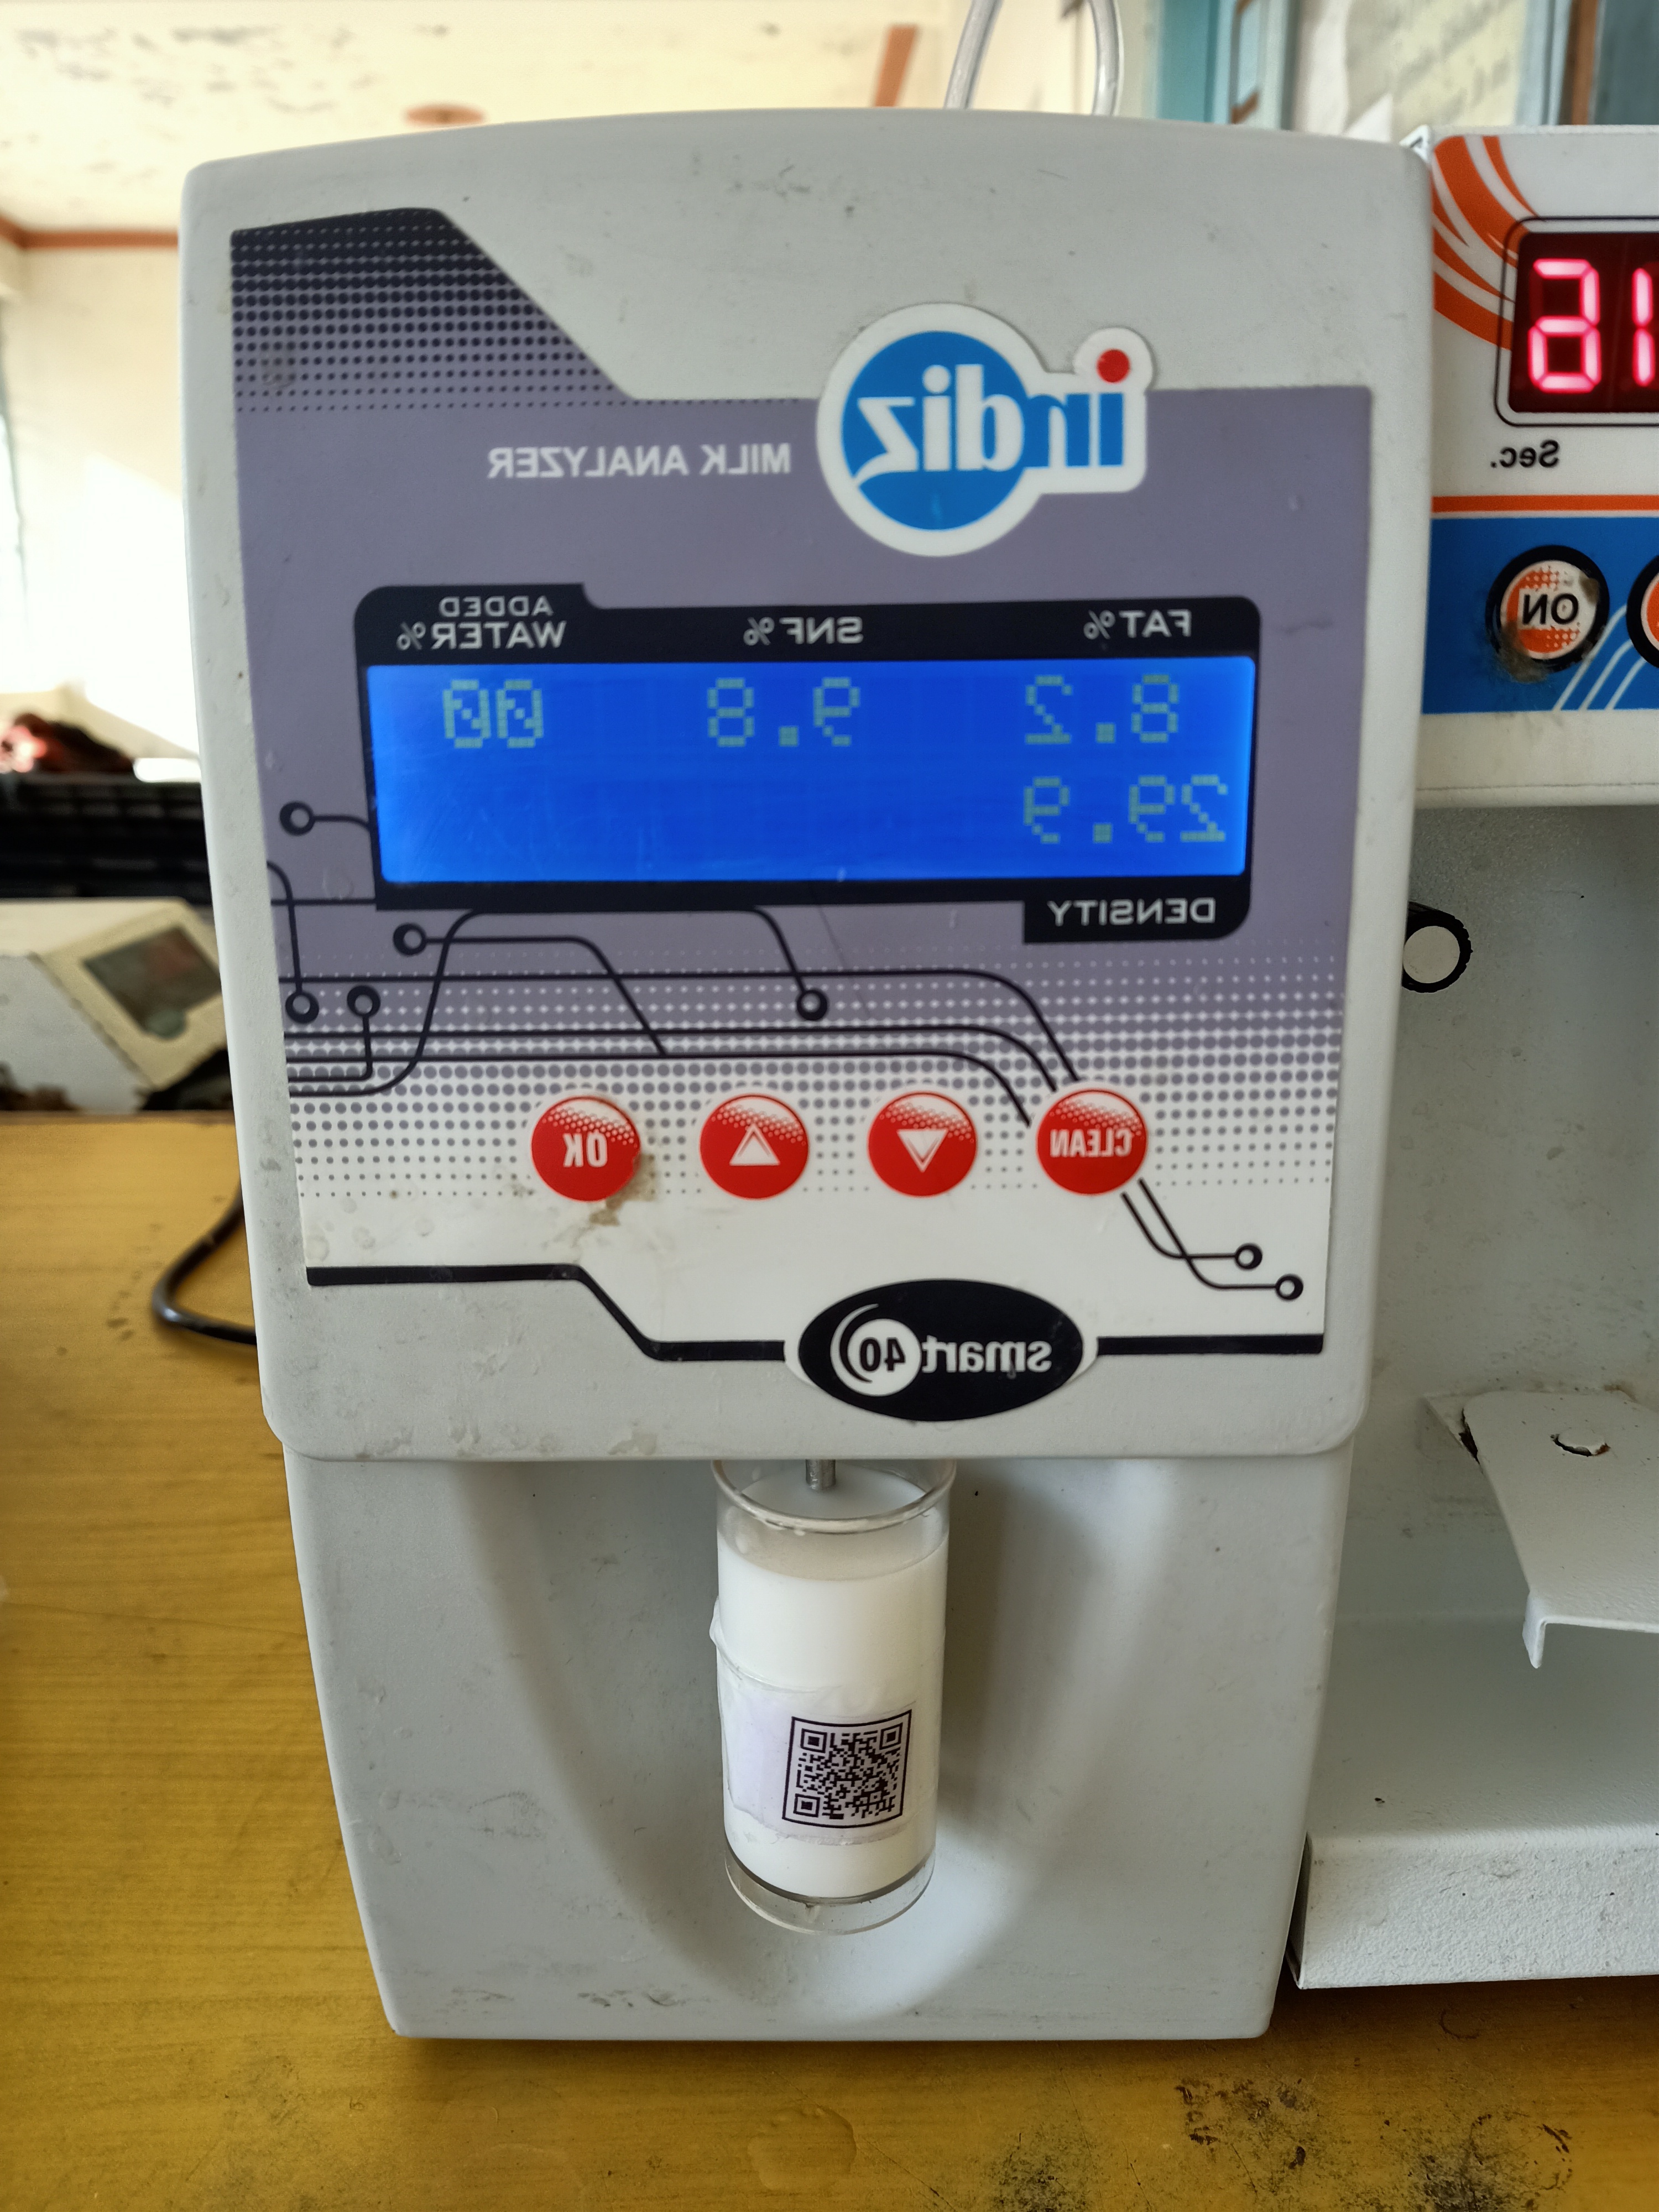 indiz
MILK ANALYZER
FAT% SNF% ADDED WATER%
8.2 9.8 00
29.9
DENSITY
CLEAN OK
smart 40
Sec.
ON